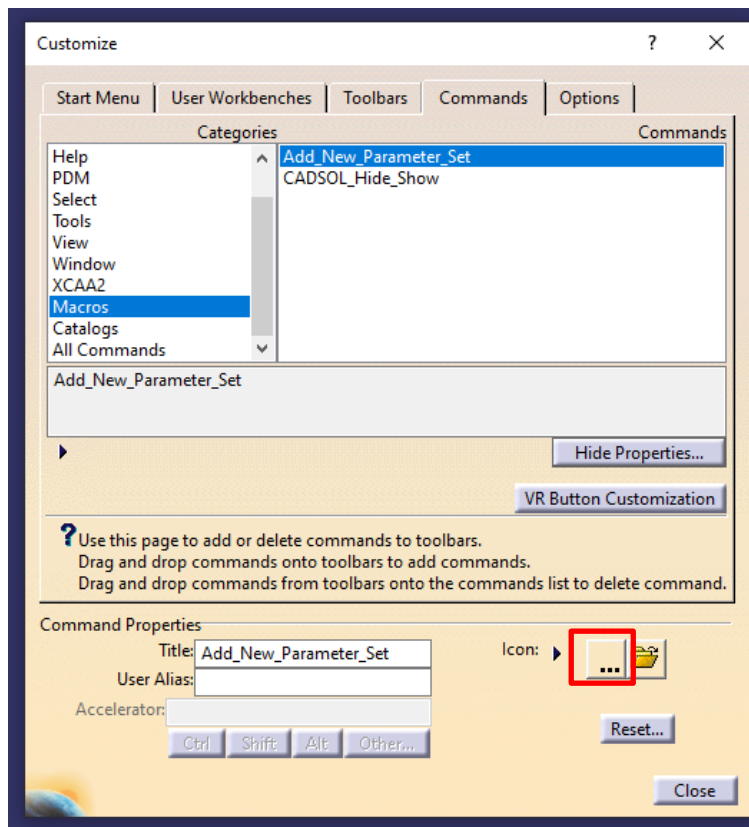 Customize ?
Start Menu User Workbenches Toolbars Commands Options
Categories Commands
Help
PDM
Select
Tools
View
Window
XCAA2
Macros
Catalogs
All Commands
Add_New_Parameter_Set
CADSOL_Hide_Show
Add_New_Parameter_Set
Hide Properties...
VR Button Customization
? Use this page to add or delete commands to toolbars.
Drag and drop commands onto toolbars to add commands.
Drag and drop commands from toolbars onto the commands list to delete command.
Command Properties
Title: Add_New_Parameter_Set Icon: ...
User Alias:
Accelerator:
Ctrl Shift Alt Other...
Reset...
Close